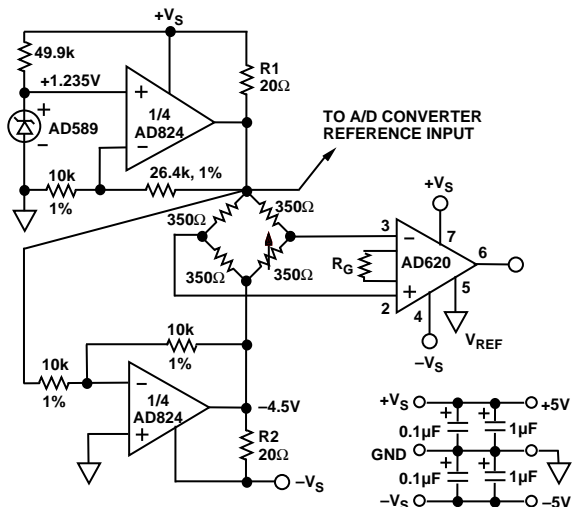 +VS
49.9k
+1.235V
R1
20Ω
+
−
1/4
AD824
+
−
AD589
TO A/D CONVERTER
REFERENCE INPUT
10k
1%
26.4k, 1%
350Ω
350Ω
350Ω
350Ω
+VS
3
−
7
6
RG
AD620
+
5
2
4
VREF
−VS
10k
1%
10k
1%
−
1/4
AD824
+
−4.5V
R2
20Ω
−VS
+VS
+5V
+
+
0.1µF
1µF
GND
+
+
0.1µF
1µF
−VS
−5V